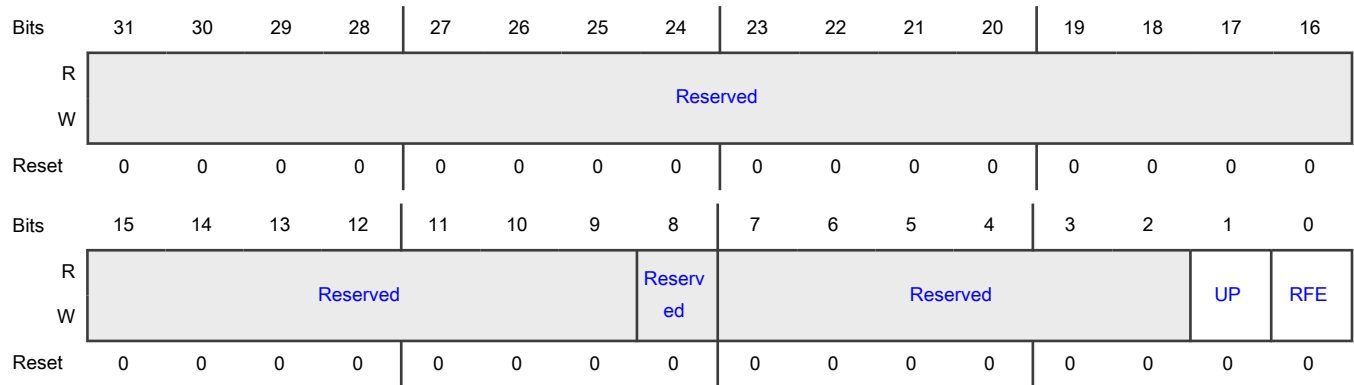 Bits 31 30 29 28 27 26 25 24 23 22 21 20 19 18 17 16
R
Reserved
W
Reset 0 0 0 0 0 0 0 0 0 0 0 0 0 0 0 0
Bits 15 14 13 12 11 10 9 8 7 6 5 4 3 2 1 0
R
Reserved Reserv ed Reserved UP RFE
W
Reset 0 0 0 0 0 0 0 0 0 0 0 0 0 0 0 0